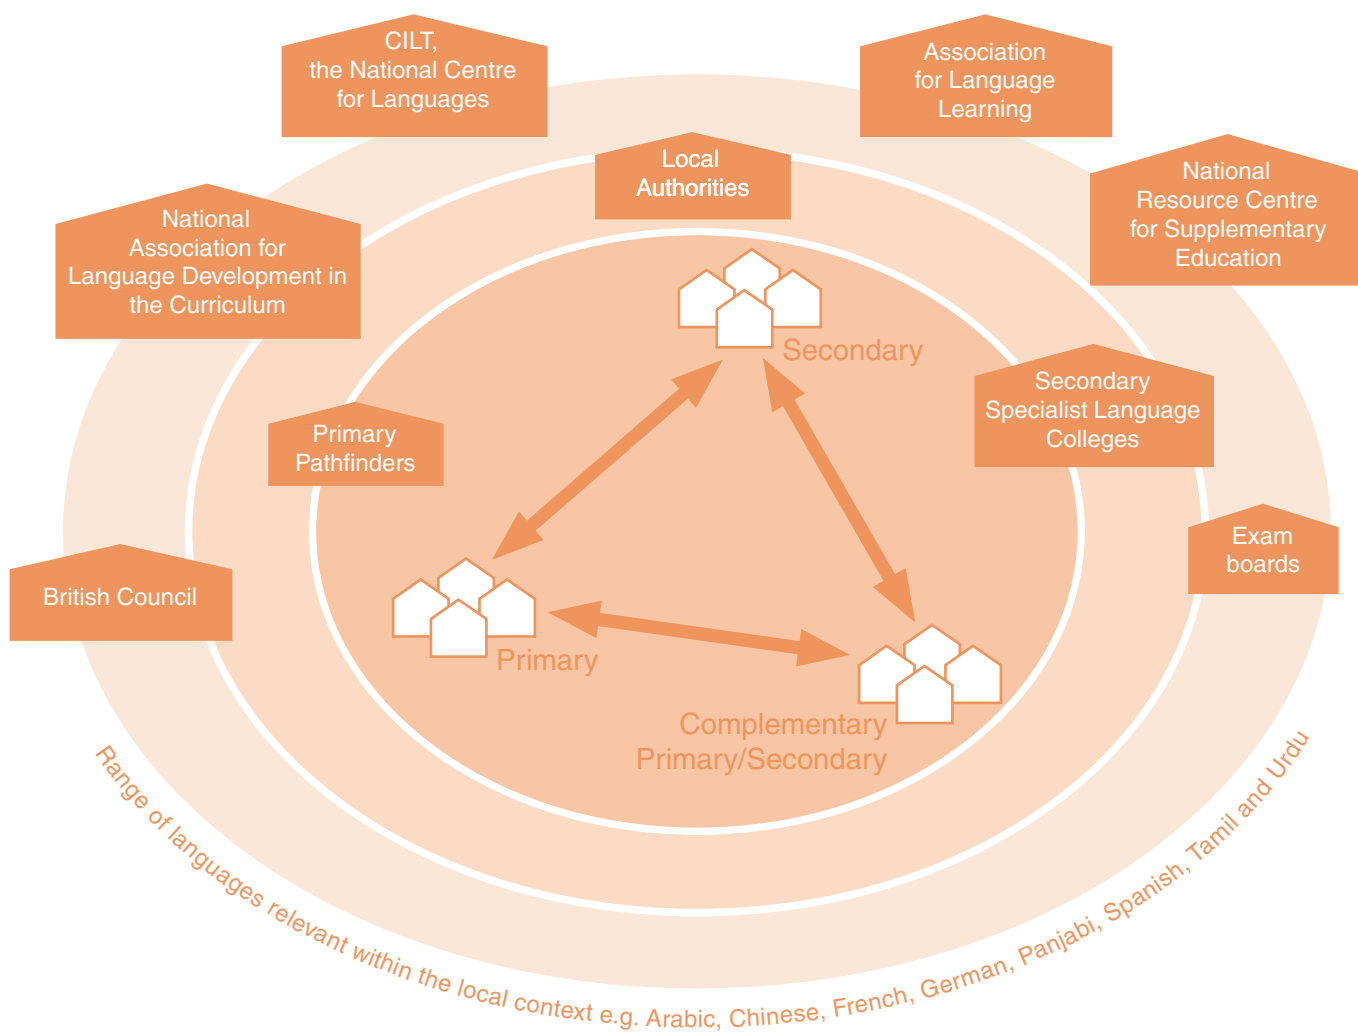 CILT,
the National Centre
for Languages
Association
for Language
Learning
Local
Authorities
National
Resource Centre
for Supplementary
Education
National
Association for
Language Development in
the Curriculum
Secondary
Secondary
Specialist Language
Colleges
Primary
Pathfinders
Exam
boards
British Council
Primary
Complementary
Primary/Secondary
Range of languages relevant within the local context e.g. Arabic, Chinese, French, German, Panjabi, Spanish, Tamil and Urdu